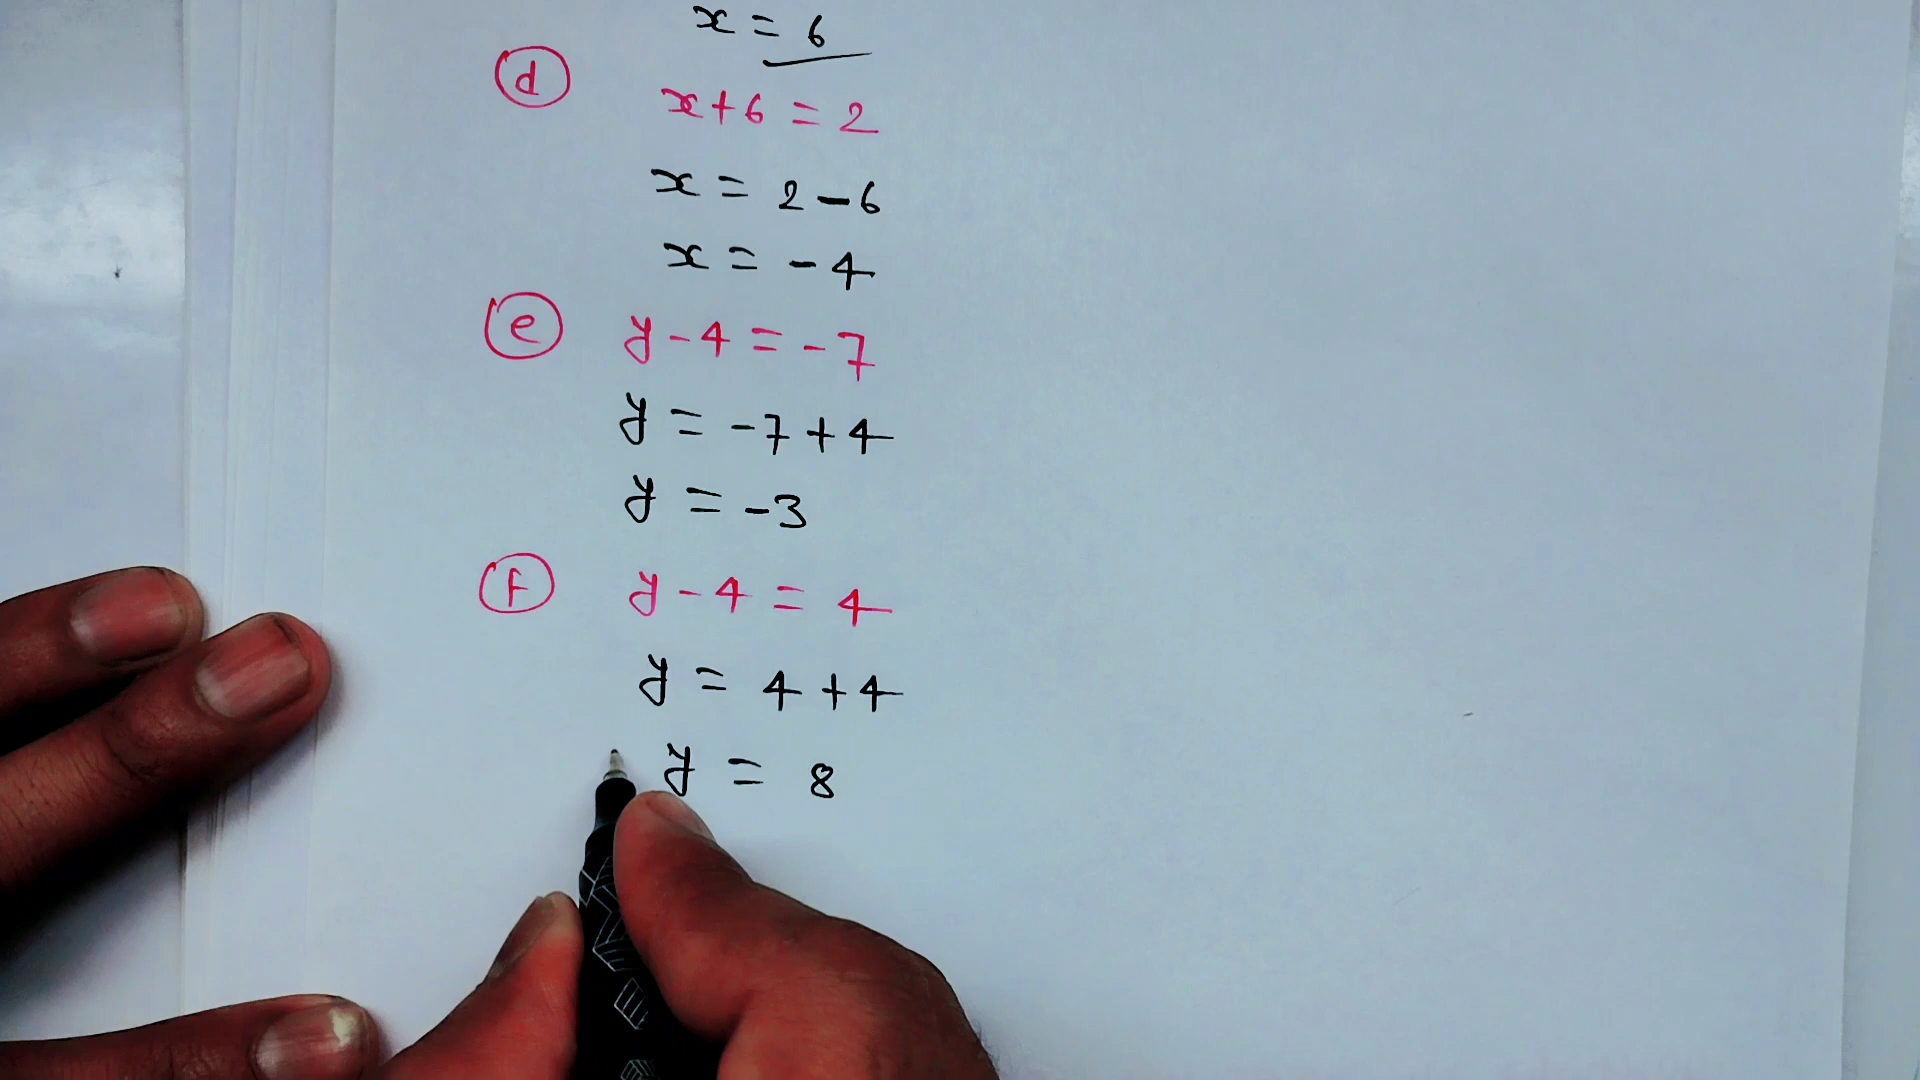 x = 6
(d) x+6 = 2
x = 2-6
x = -4
(e) y-4 = -7
y = -7+4
y = -3
(f) y-4 = 4
y = 4+4
y = 8